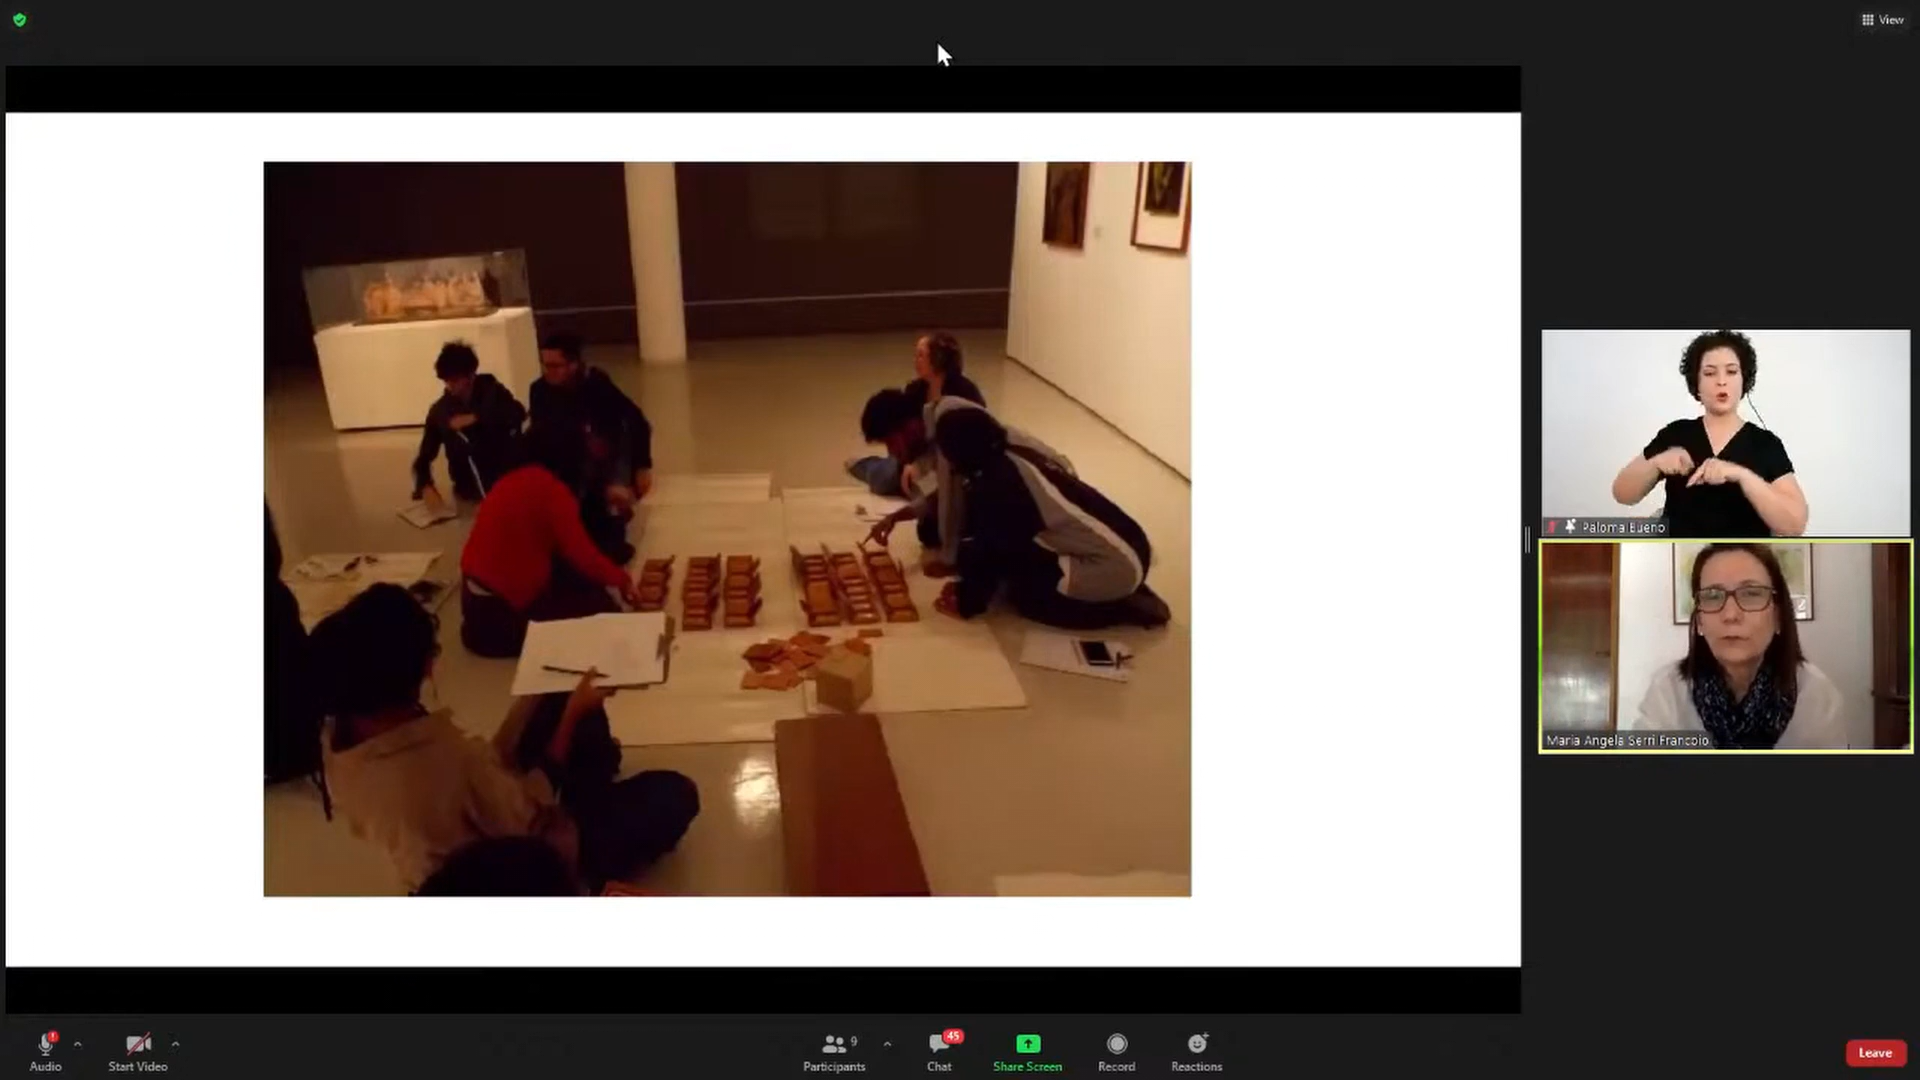 View
Paloma Bueno
Maria Angela Serri Francoio
Audio
Start Video
9
Participants
45
Chat
Share Screen
Record
Reactions
Leave